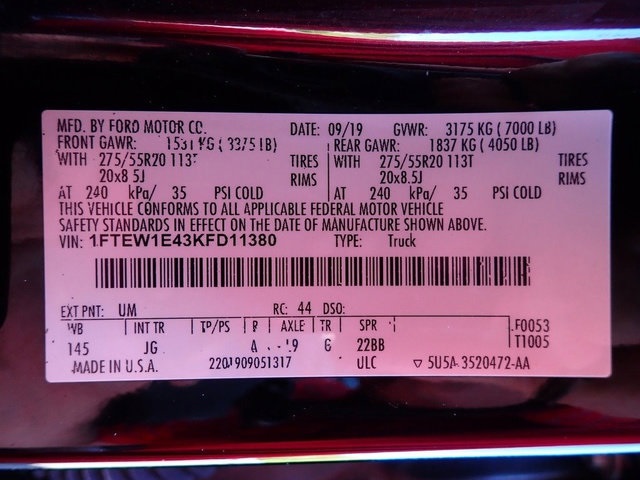 MFD. BY FORD MOTOR CO. DATE: 09/19 GVWR: 3175 KG ( 7000 LB)
FRONT GAWR: 1531 KG ( 3375 LB) REAR GAWR: 1837 KG ( 4050 LB)
WITH 275/55R20 113T TIRES WITH 275/55R20 113T TIRES
20x8.5J RIMS 20x8.5J RIMS
AT 240 kPa/ 35 PSI COLD AT 240 kPa/ 35 PSI COLD
THIS VEHICLE CONFORMS TO ALL APPLICABLE FEDERAL MOTOR VEHICLE
SAFETY STANDARDS IN EFFECT ON THE DATE OF MANUFACTURE SHOWN ABOVE.
VIN: 1FTEW1E43KFD11380 TYPE: Truck
EXT PNT: UM RC: 44 DSO:
WB INT TR TP/PS R AXLE TR SPR F0053
145 JG A 6 22BB T1005
MADE IN U.S.A. 2201909051317 ULC ▽ 5U5A-3520472-AA